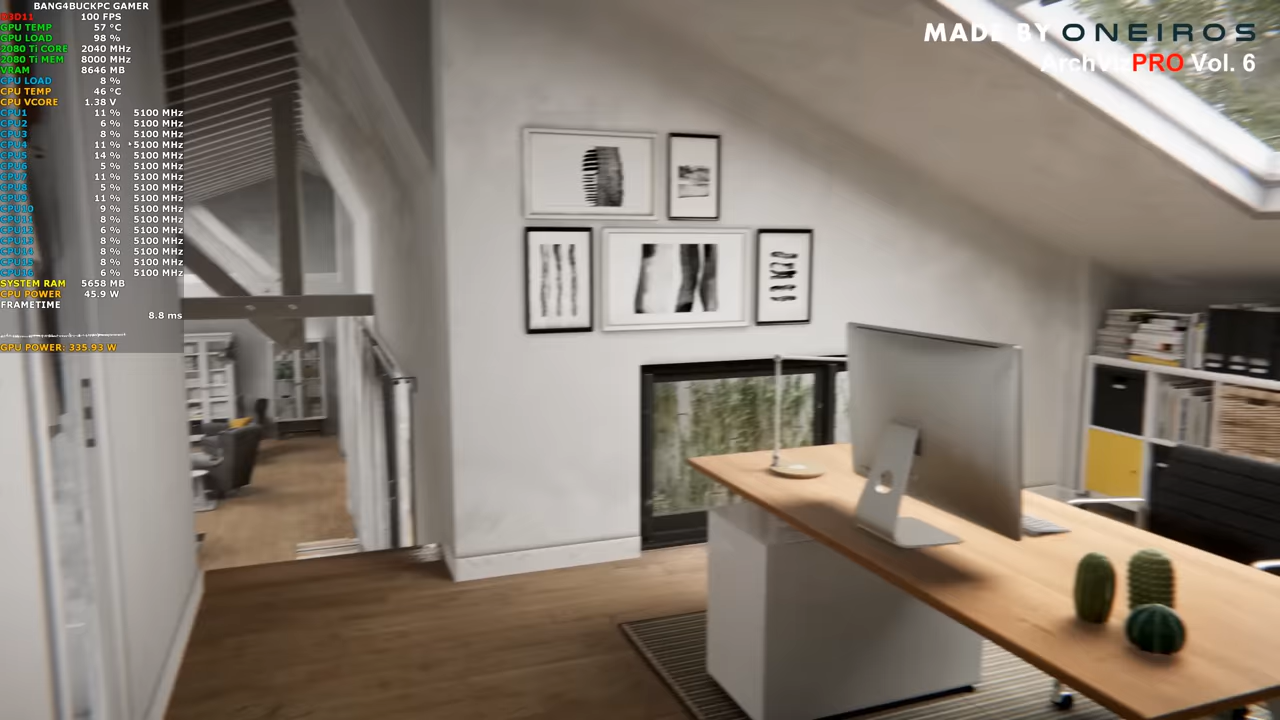 BANG4BUCKPC GAMER
D3D11 100 FPS
GPU TEMP 57 °C
GPU LOAD 98 %
2080 Ti CORE 2040 MHz
2080 Ti MEM 8000 MHz
VRAM 8646 MB
CPU LOAD 8 %
CPU TEMP 46 °C
CPU VCORE 1.38 V
CPU1 11 % 5100 MHz
CPU2 6 % 5100 MHz
CPU3 8 % 5100 MHz
CPU4 11 % 5100 MHz
CPU5 14 % 5100 MHz
CPU6 5 % 5100 MHz
CPU7 11 % 5100 MHz
CPU8 5 % 5100 MHz
CPU9 11 % 5100 MHz
CPU10 9 % 5100 MHz
CPU11 8 % 5100 MHz
CPU12 6 % 5100 MHz
CPU13 8 % 5100 MHz
CPU14 8 % 5100 MHz
CPU15 8 % 5100 MHz
CPU16 6 % 5100 MHz
SYSTEM RAM 5658 MB
CPU POWER 45.9 W
FRAMETIME
8.8 ms
GPU POWER: 335.93 W
MADE BY ONEIROS
ArchVizPRO Vol. 6